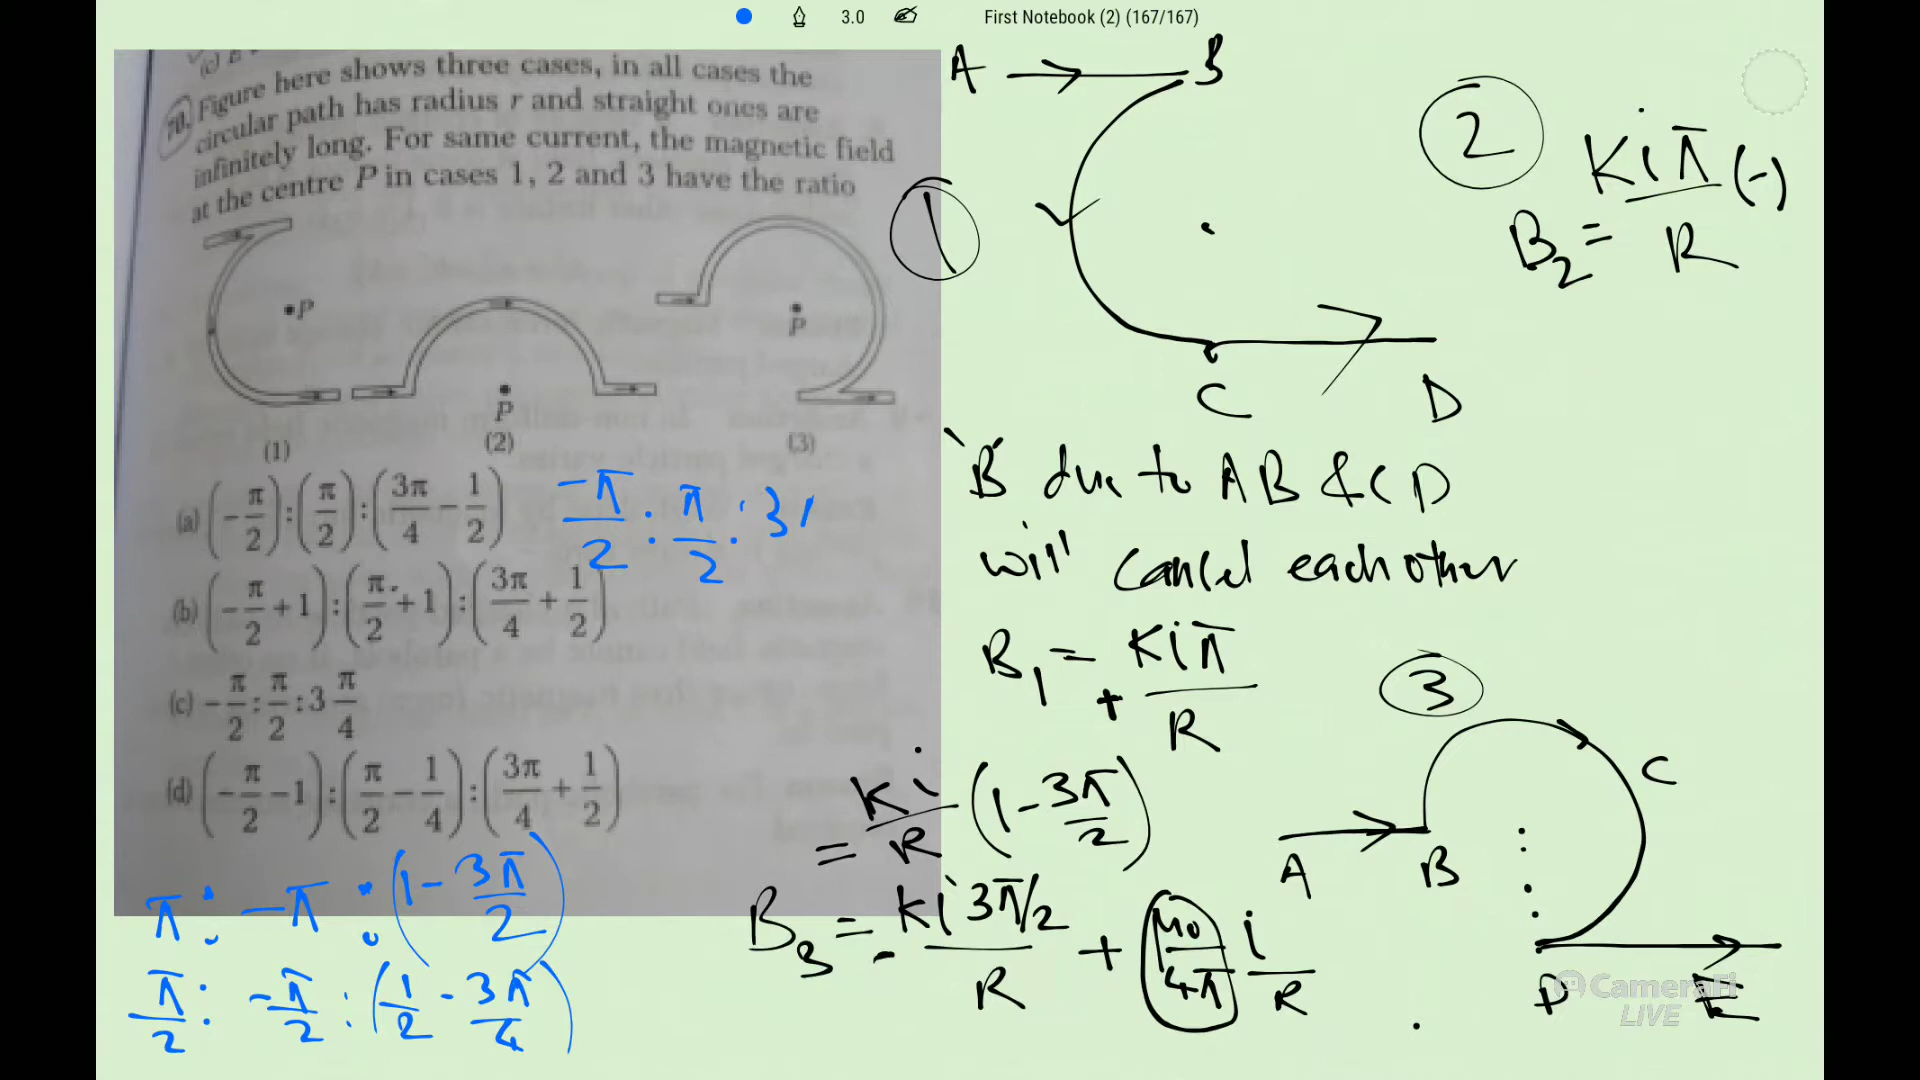 3.0 First Notebook (2) (167/167)
70. Figure here shows three cases, in all cases the
circular path has radius r and straight ones are
infinitely long. For same current, the magnetic field
at the centre P in cases 1, 2 and 3 have the ratio
P
P
P
(1) (2) (3)
(a) (-π/2) : (π/2) : (3π/4 - 1/2)
(b) (-π/2 + 1) : (π/2 + 1) : (3π/4 + 1/2)
(c) -π/2 : π/2 : 3 π/4
(d) (-π/2 - 1) : (π/2 - 1/4) : (3π/4 + 1/2)
-π/2 : π/2 : 3
π : -π : (1 - 3π/2)
π/2 : -π/2 : (1/2 - 3π/4)
A B
1
C D
2
B2 = Kiπ/R (-)
B due to AB & CD
will cancel each other
B1 = + Kiπ/R
3
A B C
D E
= Ki/R (1 - 3π/2)
B3 = - Ki 3π/2 /R + μ0/4π i/R
CameraFi
LIVE